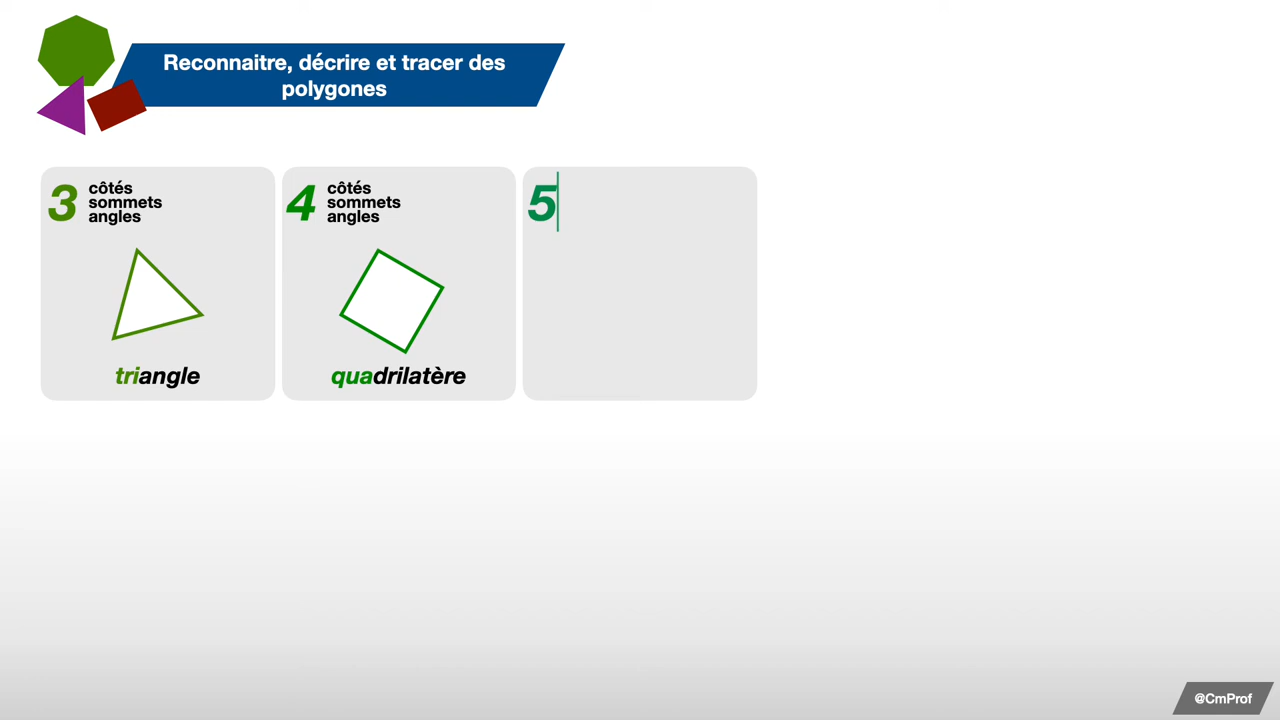 Reconnaitre, décrire et tracer des
polygones
3
côtés
sommets
angles
triangle
4
côtés
sommets
angles
quadrilatère
5
@CmProf